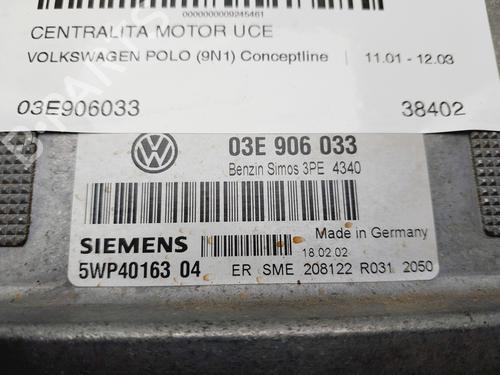 0000000009245461
CENTRALITA MOTOR UCE
VOLKSWAGEN POLO (9N1) Conceptline | 11.01 - 12.03
03E906033 38402
03E 906 033
Benzin Simos 3PE 4340
Made in Germany
SIEMENS
18.02.02
5WP40163 04 ER SME 208122 R031 2050